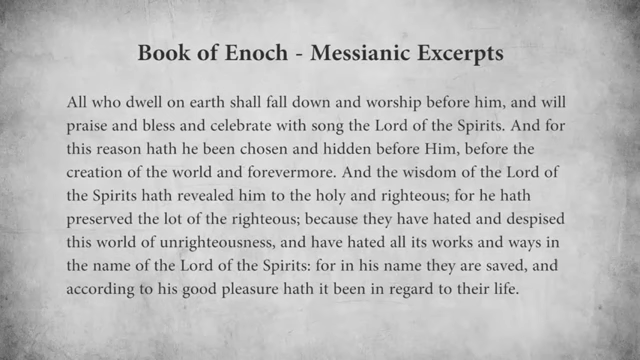 Book of Enoch - Messianic Excerpts
All who dwell on earth shall fall down and worship before him, and will
praise and bless and celebrate with song the Lord of the Spirits. And for
this reason hath he been chosen and hidden before Him, before the
creation of the world and forevermore. And the wisdom of the Lord of
the Spirits hath revealed him to the holy and righteous; for he hath
preserved the lot of the righteous; because they have hated and despised
this world of unrighteousness, and have hated all its works and ways in
the name of the Lord of the Spirits: for in his name they are saved, and
according to his good pleasure hath it been in regard to their life.